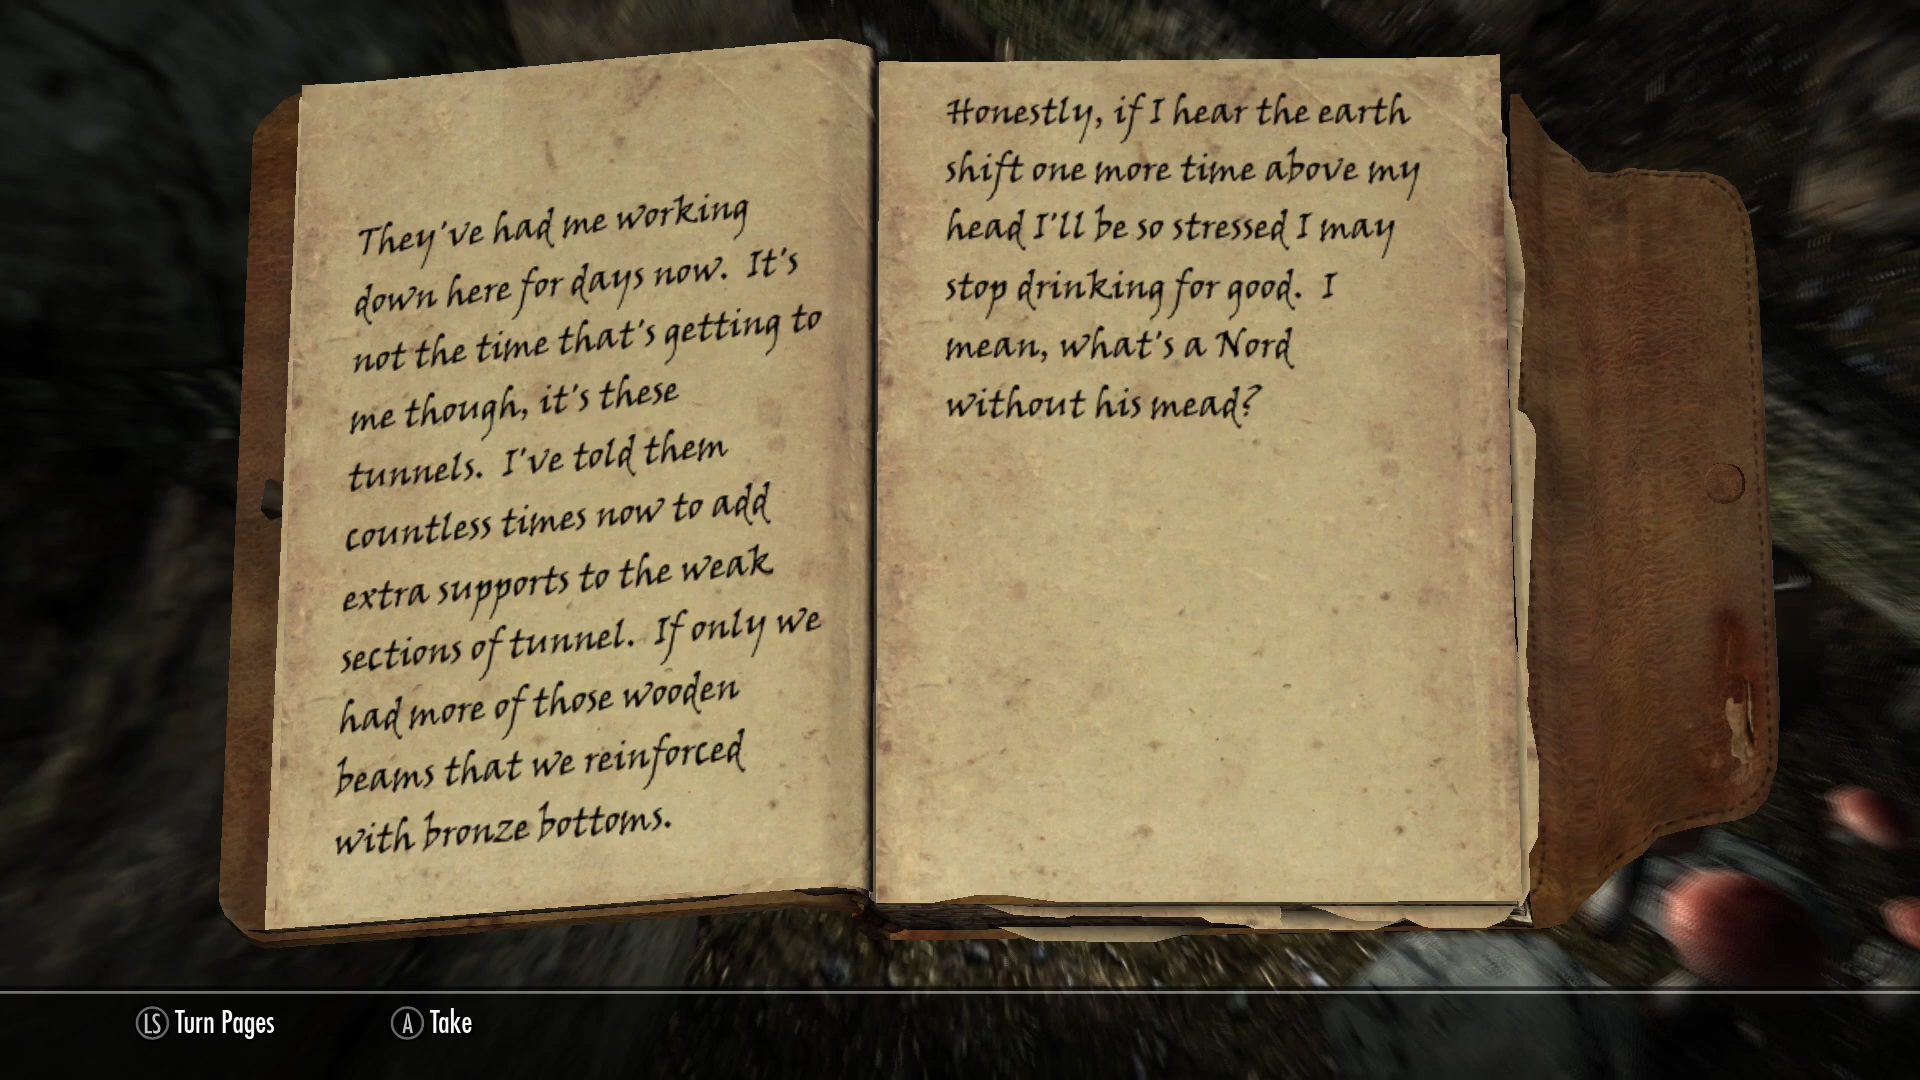 They've had me working
down here for days now.  It's
not the time that's getting to
me though, it's these
tunnels.  I've told them
countless times now to add
extra supports to the weak
sections of tunnel.  If only we
had more of those wooden
beams that we reinforced
with bronze bottoms.
Honestly, if I hear the earth
shift one more time above my
head I'll be so stressed I may
stop drinking for good.  I
mean, what's a Nord
without his mead?
LS Turn Pages
A Take